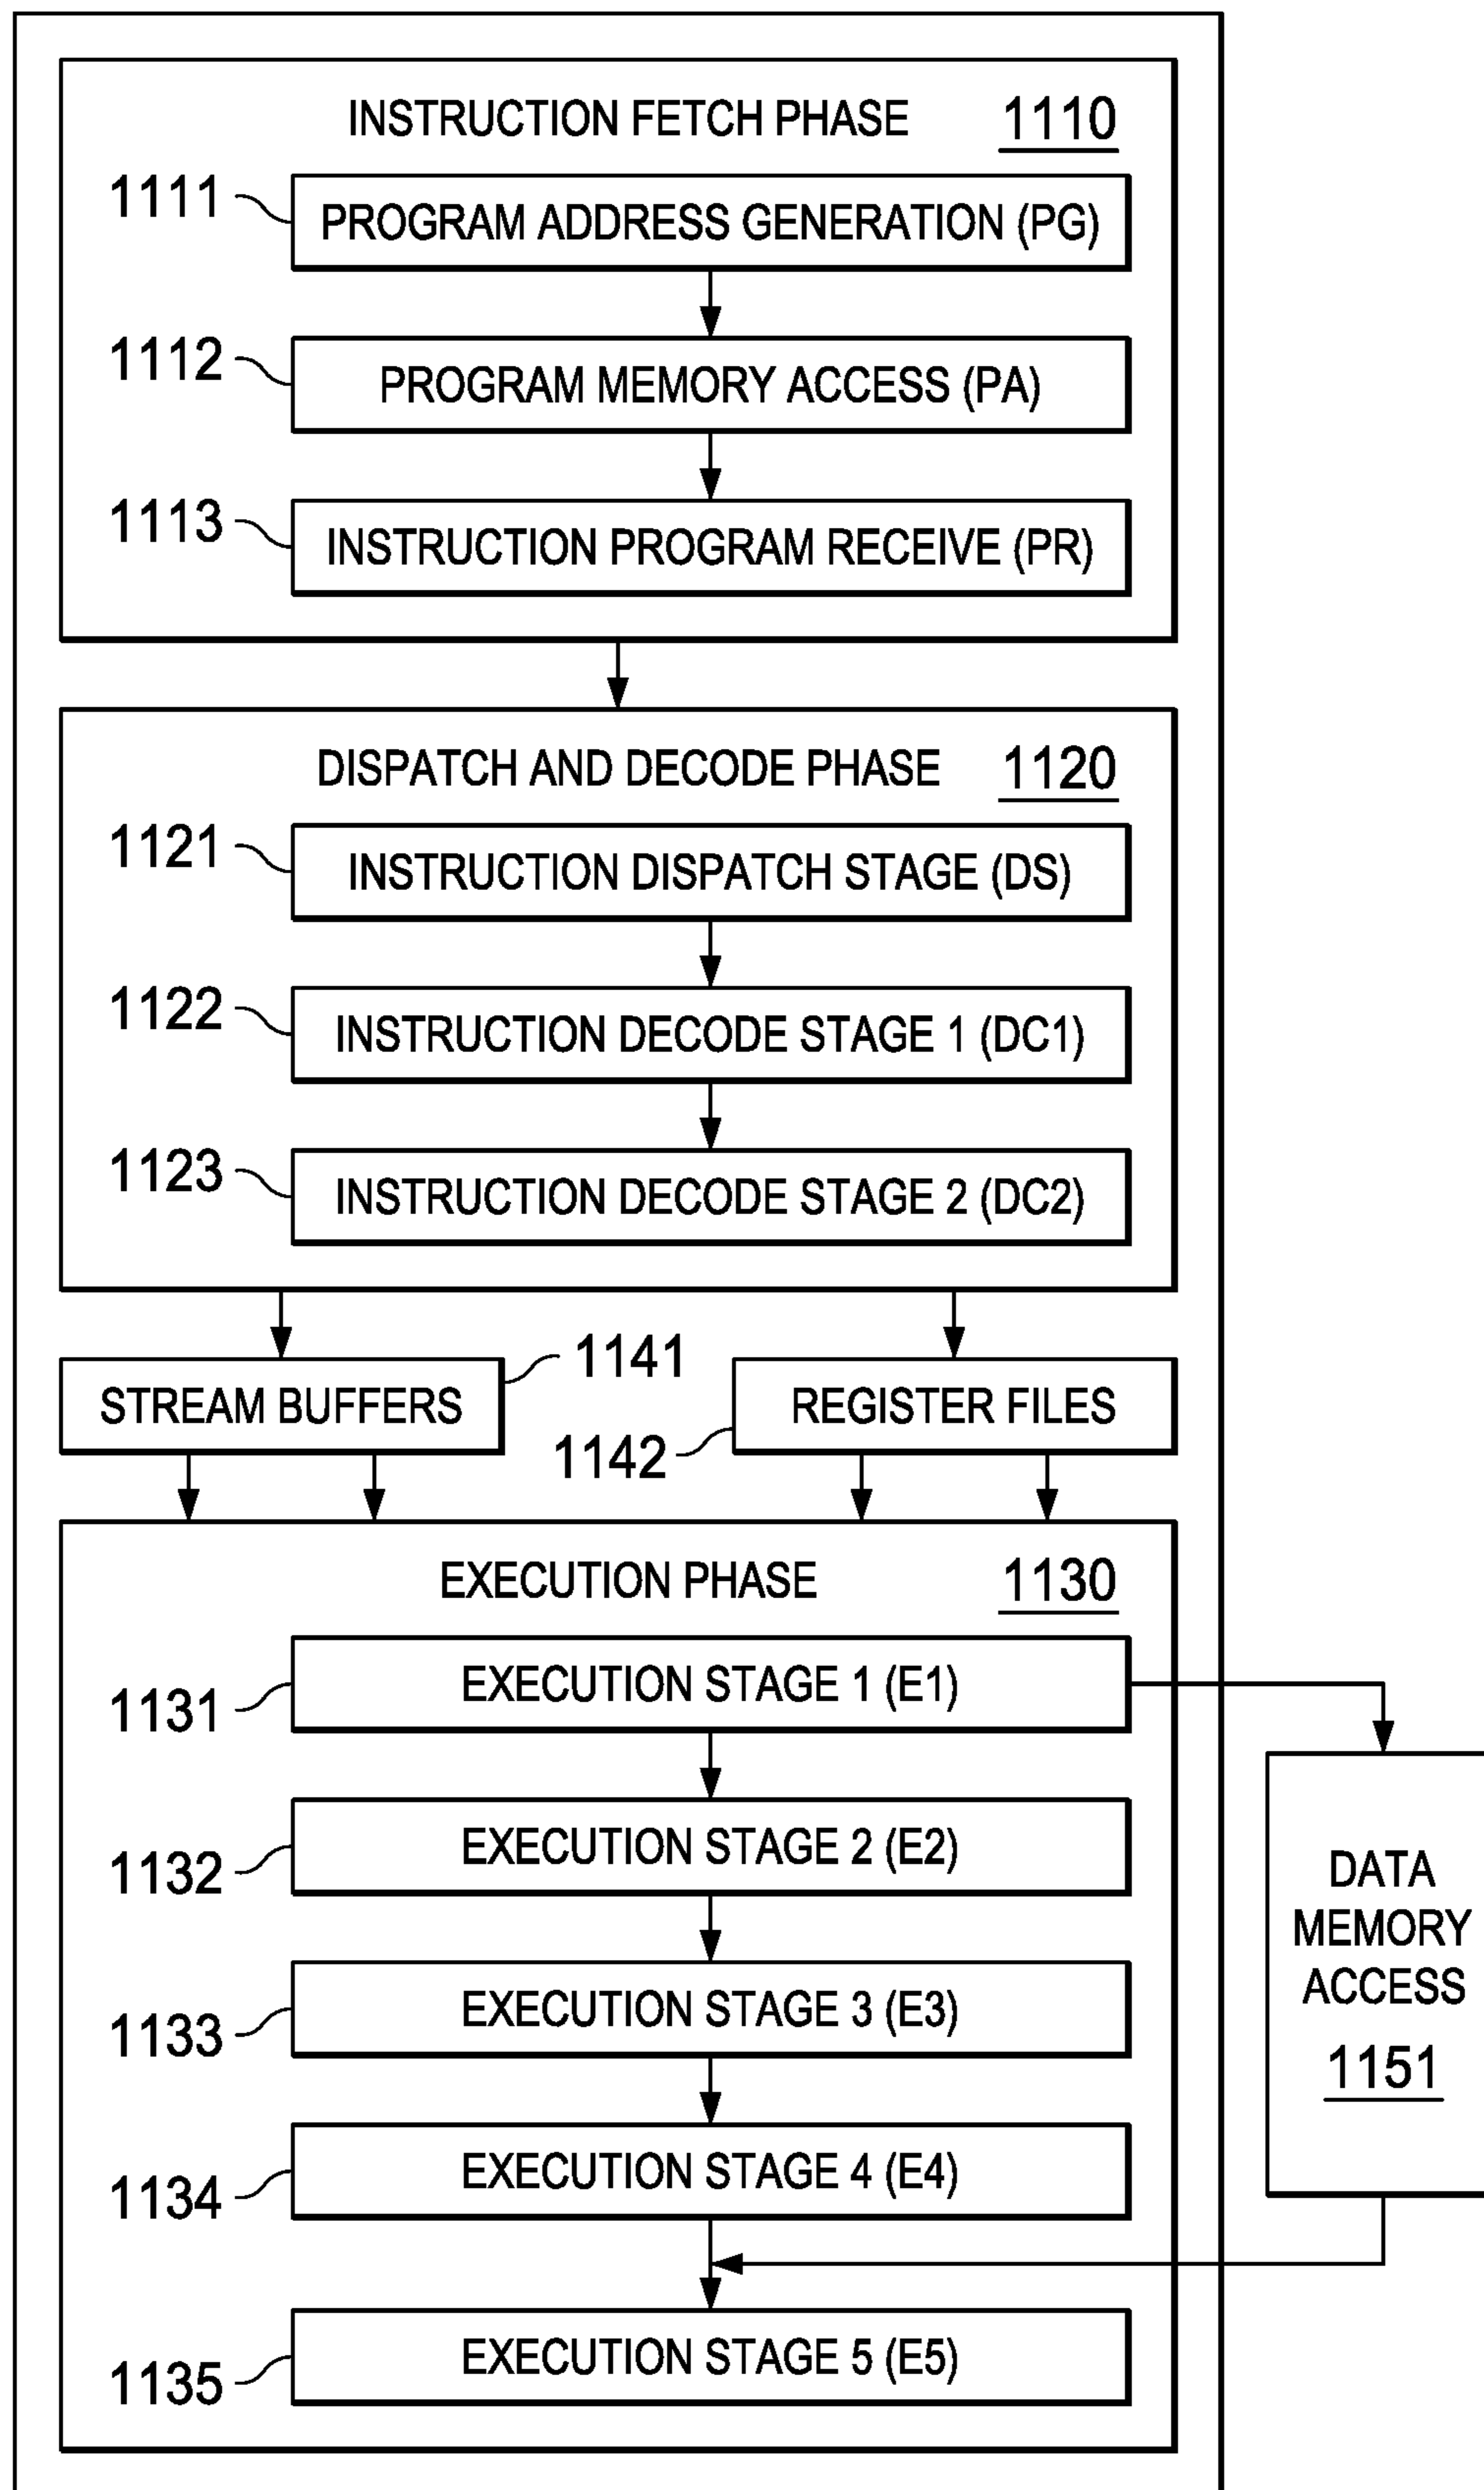 INSTRUCTION FETCH PHASE 1110
1111 PROGRAM ADDRESS GENERATION (PG)
1112 PROGRAM MEMORY ACCESS (PA)
1113 INSTRUCTION PROGRAM RECEIVE (PR)
DISPATCH AND DECODE PHASE 1120
1121 INSTRUCTION DISPATCH STAGE (DS)
1122 INSTRUCTION DECODE STAGE 1 (DC1)
1123 INSTRUCTION DECODE STAGE 2 (DC2)
STREAM BUFFERS 1141
1142 REGISTER FILES
EXECUTION PHASE 1130
1131 EXECUTION STAGE 1 (E1)
1132 EXECUTION STAGE 2 (E2)
1133 EXECUTION STAGE 3 (E3)
1134 EXECUTION STAGE 4 (E4)
1135 EXECUTION STAGE 5 (E5)
DATA
MEMORY
ACCESS
1151